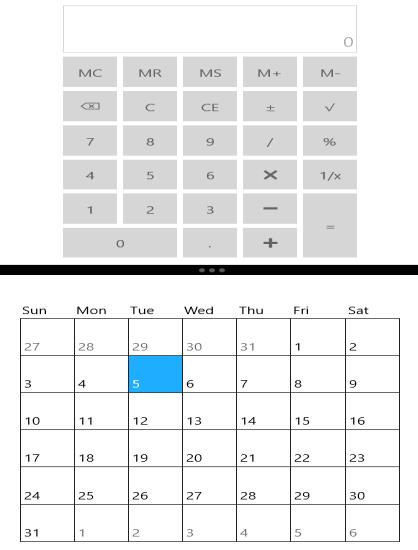 0
MC MR MS M+ M-
C CE ± √
7 8 9 / %
4 5 6 × 1/x
1 2 3 − =
0 . +
Sun Mon Tue Wed Thu Fri Sat
27 28 29 30 31 1 2
3 4 5 6 7 8 9
10 11 12 13 14 15 16
17 18 19 20 21 22 23
24 25 26 27 28 29 30
31 1 2 3 4 5 6